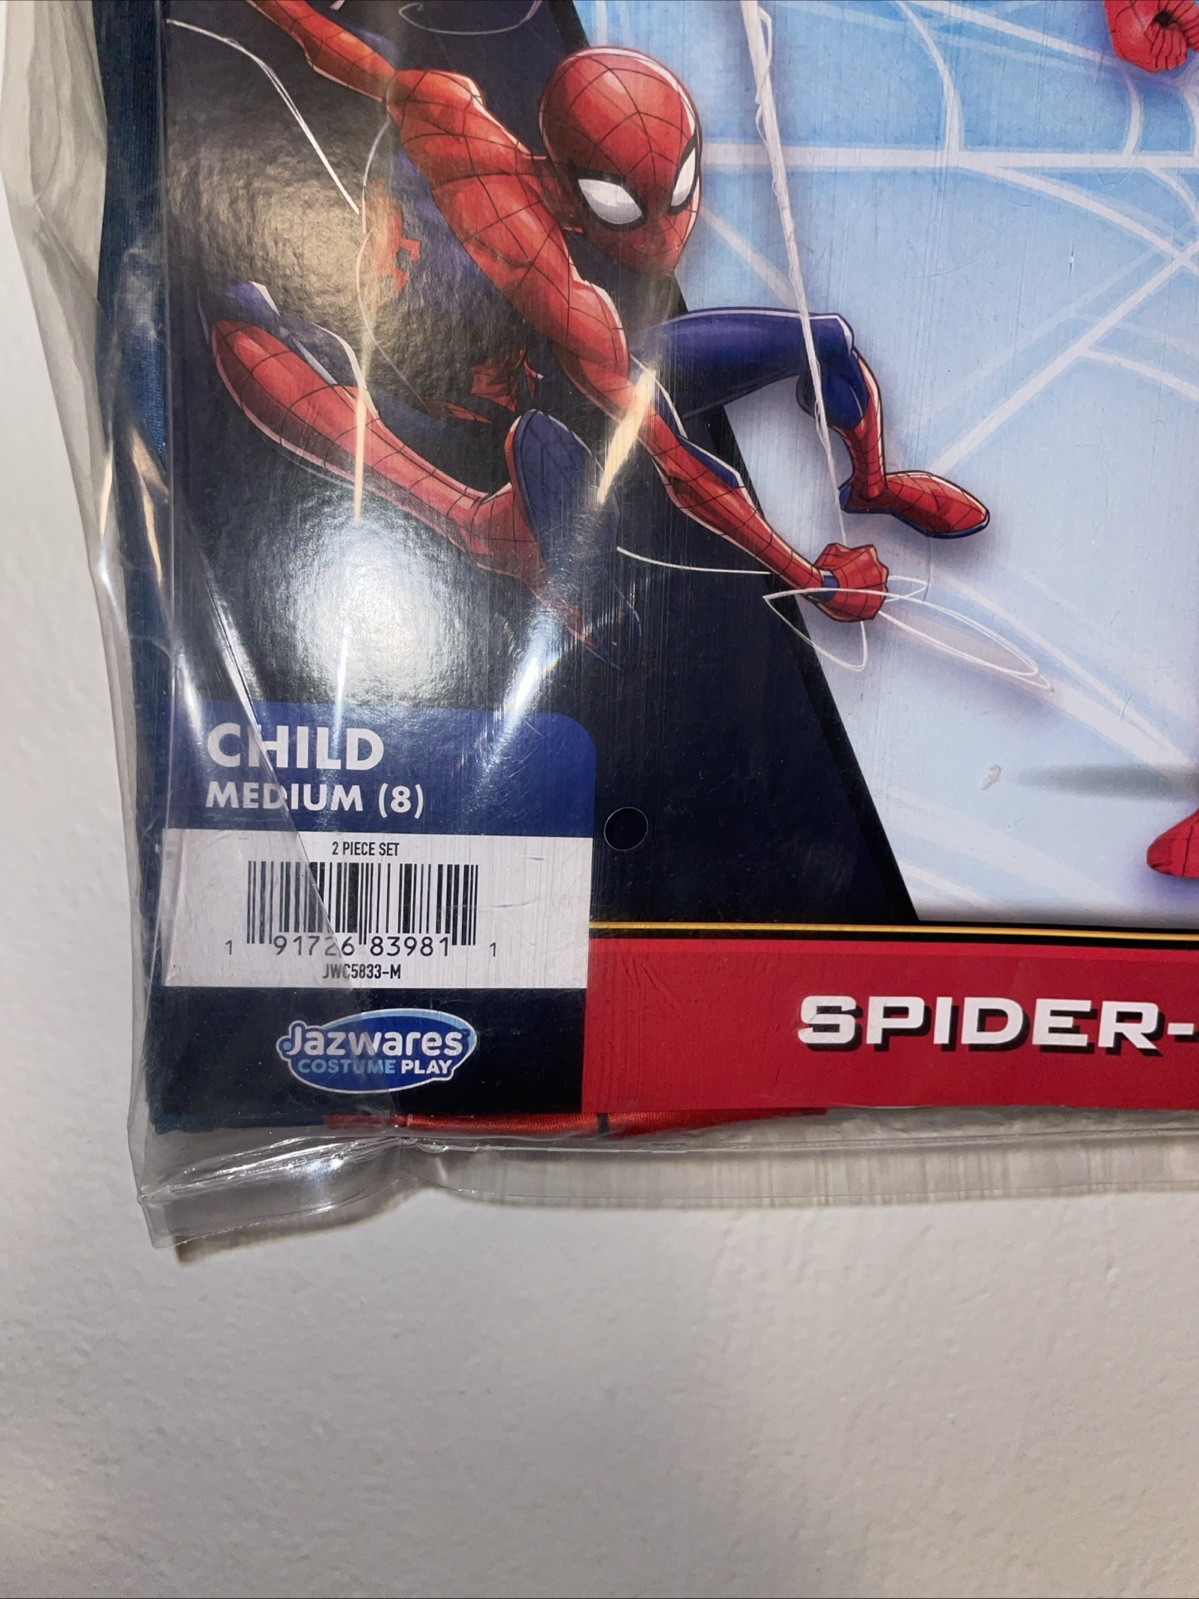 CHILD
MEDIUM (8)
2 PIECE SET
1 91726 83981 1
JWC5833-M
Jazwares
COSTUME PLAY
SPIDER-